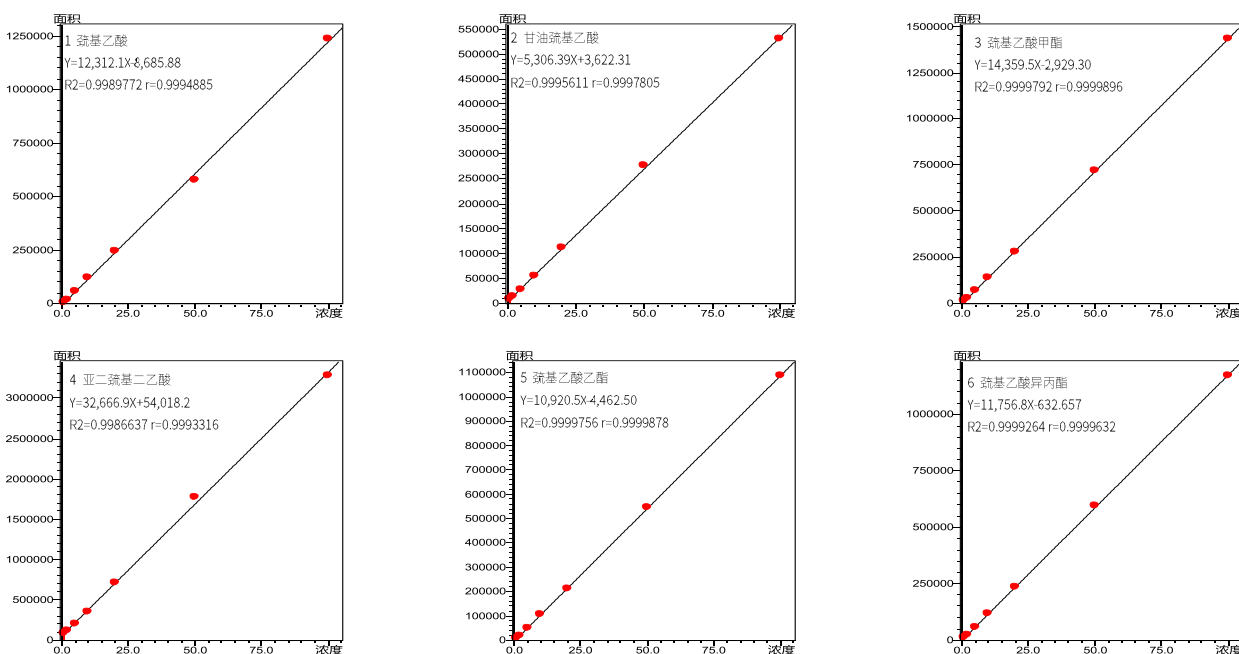 面积
1250000
1000000
750000
500000
250000
0
1 巯基乙酸
Y=12,312.1X-8,685.88
R2=0.9989772 r=0.9994885
0.0 25.0 50.0 75.0 浓度
面积
550000
500000
450000
400000
350000
300000
250000
200000
150000
100000
50000
0
2 甘油巯基乙酸
Y=5,306.39X+3,622.31
R2=0.9995611 r=0.9997805
0.0 25.0 50.0 75.0 浓度
面积
1500000
1250000
1000000
750000
500000
250000
0
3 巯基乙酸甲酯
Y=14,359.5X-2,929.30
R2=0.9999792 r=0.9999896
0.0 25.0 50.0 75.0 浓度
面积
3000000
2500000
2000000
1500000
1000000
500000
0
4 亚二巯基二乙酸
Y=32,666.9X+54,018.2
R2=0.9986637 r=0.9993316
0.0 25.0 50.0 75.0 浓度
面积
1100000
1000000
900000
800000
700000
600000
500000
400000
300000
200000
100000
0
5 巯基乙酸乙酯
Y=10,920.5X-4,462.50
R2=0.9999756 r=0.9999878
0.0 25.0 50.0 75.0 浓度
面积
1000000
750000
500000
250000
0
6 巯基乙酸异丙酯
Y=11,756.8X-632.657
R2=0.9999264 r=0.9999632
0.0 25.0 50.0 75.0 浓度